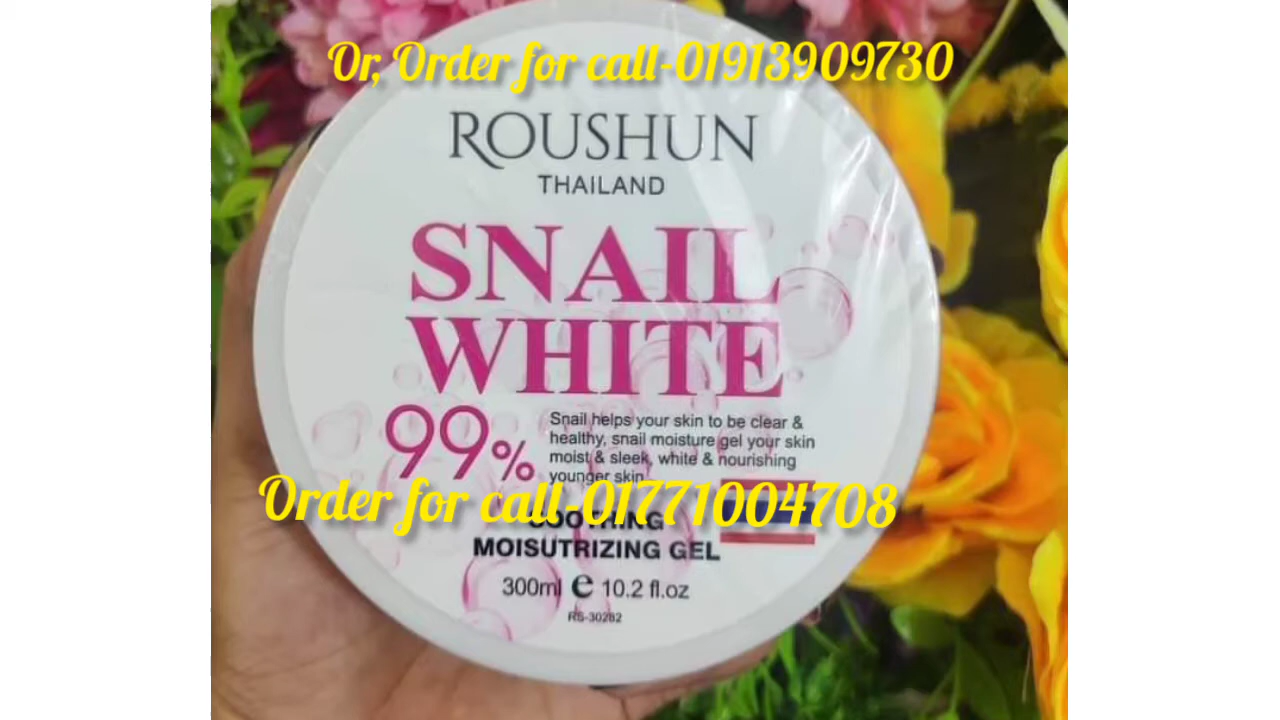 Or, Order for call-01913909730
ROUSHUN
THAILAND
SNAIL
WHITE
99%
Snail helps your skin to be clear &
healthy, snail moisture gel your skin
moist & sleek, white & nourishing
younger skin
Order for call-01771004708
SOOTHING
MOISUTRIZING GEL
300ml e 10.2 fl.oz
RS-30282